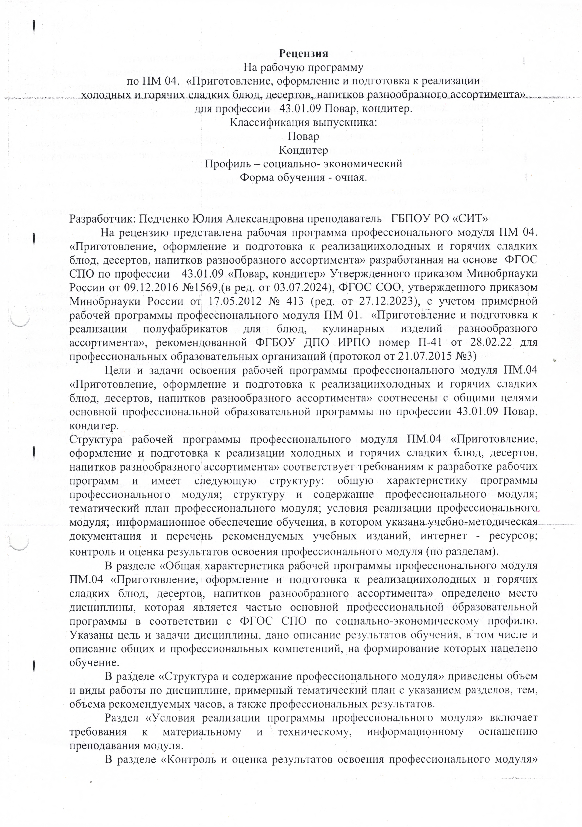 Рецензия
На рабочую программу
по ПМ 04. «Приготовление, оформление и подготовка к реализации
холодных и горячих сладких блюд, десертов, напитков разнообразного ассортимента»
для профессии 43.01.09 Повар, кондитер.
Классификация выпускника:
Повар
Кондитер
Профиль – социально- экономический
Форма обучения - очная.
Разработчик: Педченко Юлия Александровна преподаватель ГБПОУ РО «СИТ»
На рецензию представлена рабочая программа профессионального модуля ПМ 04.
«Приготовление, оформление и подготовка к реализациихолодных и горячих сладких
блюд, десертов, напитков разнообразного ассортимента» разработанная на основе ФГОС
СПО по профессии 43.01.09 «Повар, кондитер» Утвержденного приказом Минобрнауки
России от 09.12.2016 №1569,(в ред. от 03.07.2024), ФГОС СОО, утвержденного приказом
Минобрнауки России от 17.05.2012 № 413 (ред. от 27.12.2023), с учетом примерной
рабочей программы профессионального модуля ПМ 01. «Приготовление и подготовка к
реализации полуфабрикатов для блюд, кулинарных изделий разнообразного
ассортимента», рекомендованной ФГБОУ ДПО ИРПО номер П-41 от 28.02.22 для
профессиональных образовательных организаций (протокол от 21.07.2015 №3)
Цели и задачи освоения рабочей программы профессионального модуля ПМ.04
«Приготовление, оформление и подготовка к реализациихолодных и горячих сладких
блюд, десертов, напитков разнообразного ассортимента» соотнесены с общими целями
основной профессиональной образовательной программы по профессии 43.01.09 Повар,
кондитер.
Структура рабочей программы профессионального модуля ПМ.04 «Приготовление,
оформление и подготовка к реализации холодных и горячих сладких блюд, десертов,
напитков разнообразного ассортимента» соответствует требованиям к разработке рабочих
программ и имеет следующую структуру: общую характеристику программы
профессионального модуля; структуру и содержание профессионального модуля;
тематический план профессионального модуля; условия реализации профессионального
модуля; информационное обеспечение обучения, в котором указана учебно-методическая
документация и перечень рекомендуемых учебных изданий, интернет - ресурсов;
контроль и оценка результатов освоения профессионального модуля (по разделам).
В разделе «Общая характеристика рабочей программы профессионального модуля
ПМ.04 «Приготовление, оформление и подготовка к реализациихолодных и горячих
сладких блюд, десертов, напитков разнообразного ассортимента» определено место
дисциплины, которая является частью основной профессиональной образовательной
программы в соответствии с ФГОС СПО по социально-экономическому профилю.
Указаны цель и задачи дисциплины, дано описание результатов обучения, в том числе и
описание общих и профессиональных компетенций, на формирование которых нацелено
обучение.
В разделе «Структура и содержание профессионального модуля» приведены объем
и виды работы по дисциплине, примерный тематический план с указанием разделов, тем,
объема рекомендуемых часов, а также профессиональных результатов.
Раздел «Условия реализации программы профессионального модуля» включает
требования к материальному и техническому, информационному оснащению
преподавания модуля.
В разделе «Контроль и оценка результатов освоения профессионального модуля»